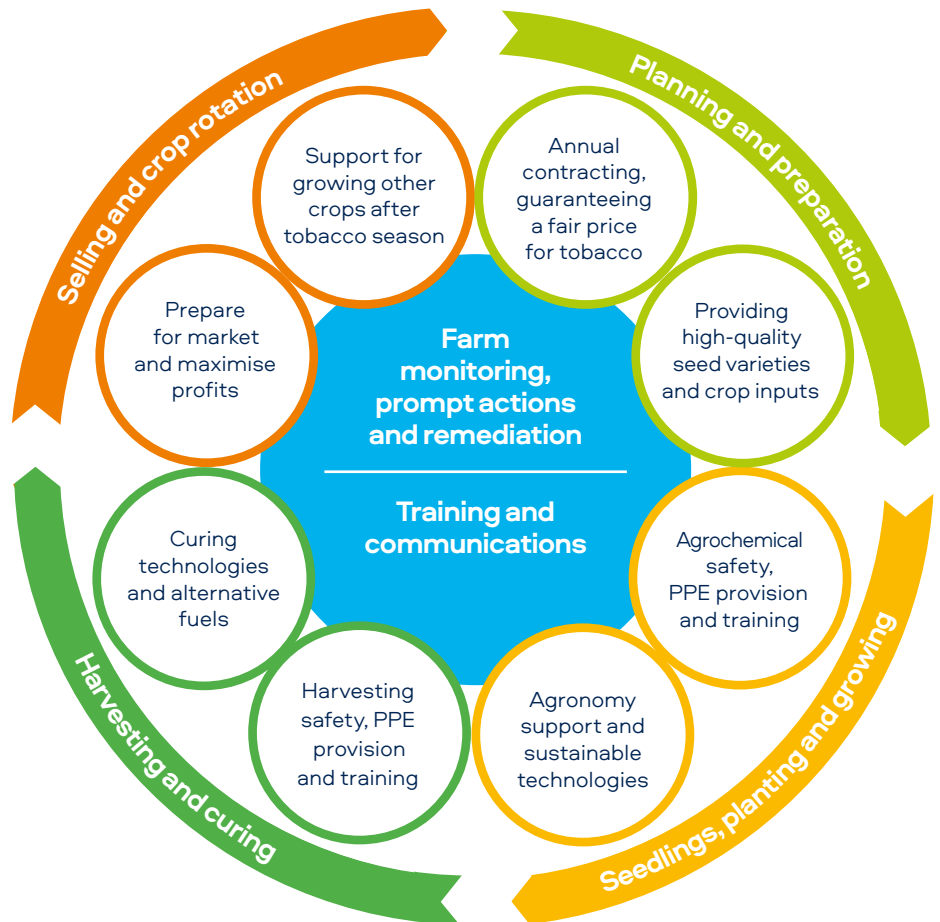 Planning and preparation
Annual
contracting,
guaranteeing
a fair price
for tobacco
Providing
high-quality
seed varieties
and crop inputs
Seedlings, planting and growing
Agrochemical
safety,
PPE provision
and training
Agronomy
support and
sustainable
technologies
Harvesting and curing
Harvesting
safety, PPE
provision
and training
Curing
technologies
and alternative
fuels
Selling and crop rotation
Prepare
for market
and maximise
profits
Support for
growing other
crops after
tobacco season
Farm
monitoring,
prompt actions
and remediation
Training and
communications